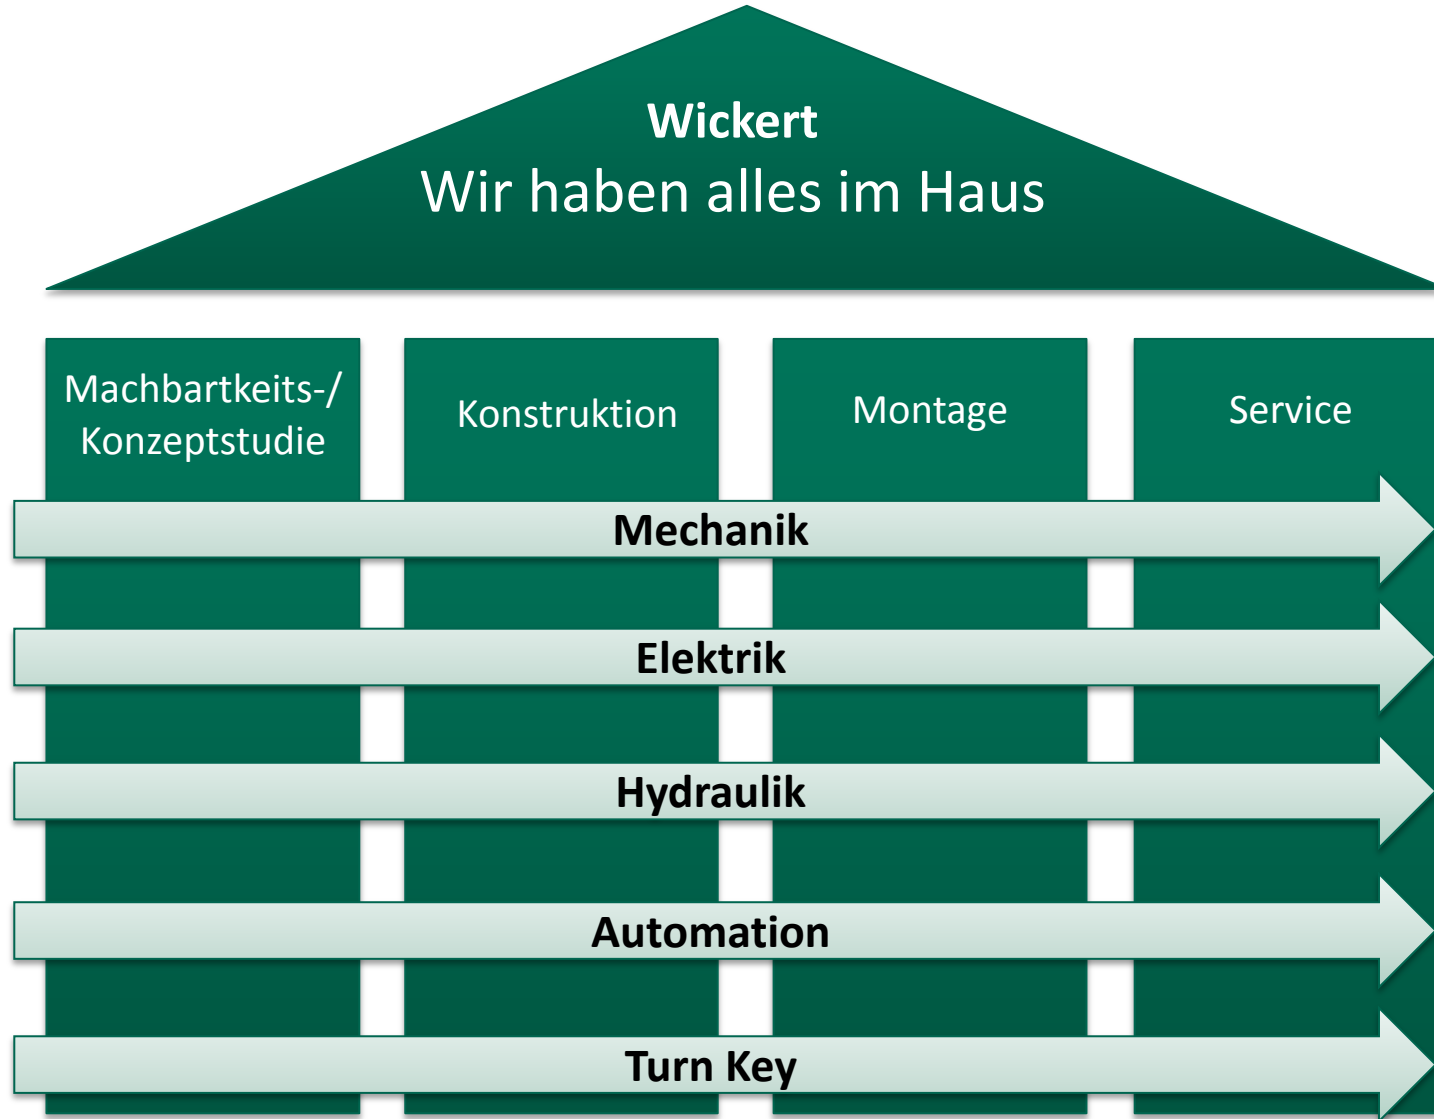 Wickert
Wir haben alles im Haus
Machbartkeits-/
Konzeptstudie
Konstruktion
Montage
Service
Mechanik
Elektrik
Hydraulik
Automation
Turn Key